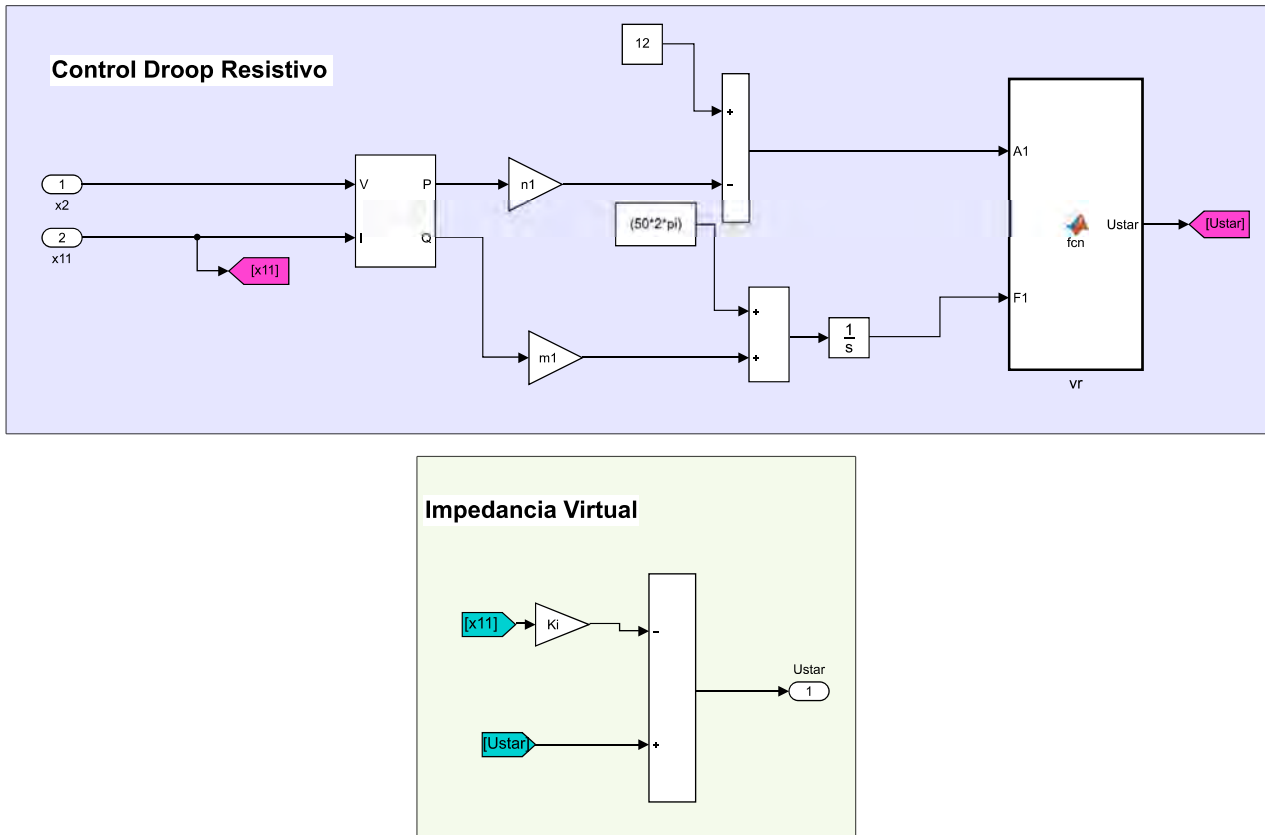 Control Droop Resistivo
12
+
-
1
x2
2
x11
[x11]
V
P
I
Q
n1
(50*2*pi)
m1
+
+
1
s
A1
F1
fcn
Ustar
vr
[Ustar]
Impedancia Virtual
[x11]
Ki
-
[Ustar]
+
Ustar
1